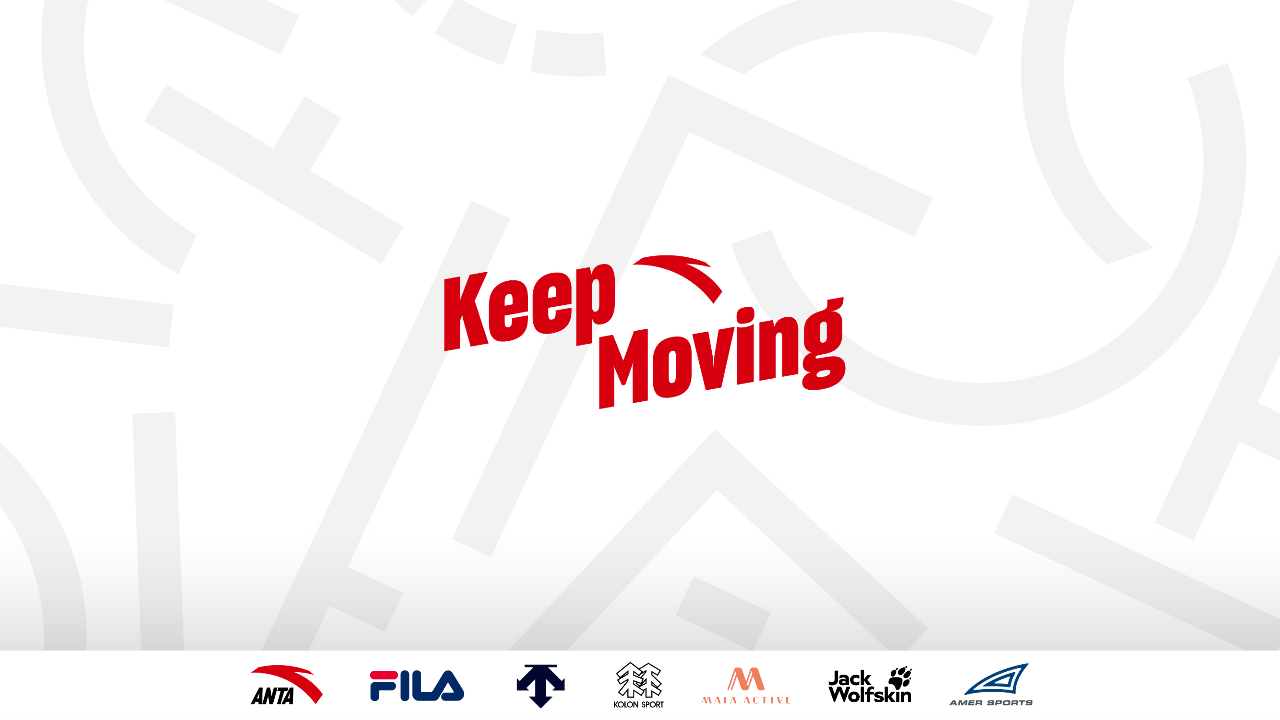 Keep
Moving
ANTA
FILA
KOLON SPORT
MAIA ACTIVE
Jack
Wolfskin
AMER SPORTS